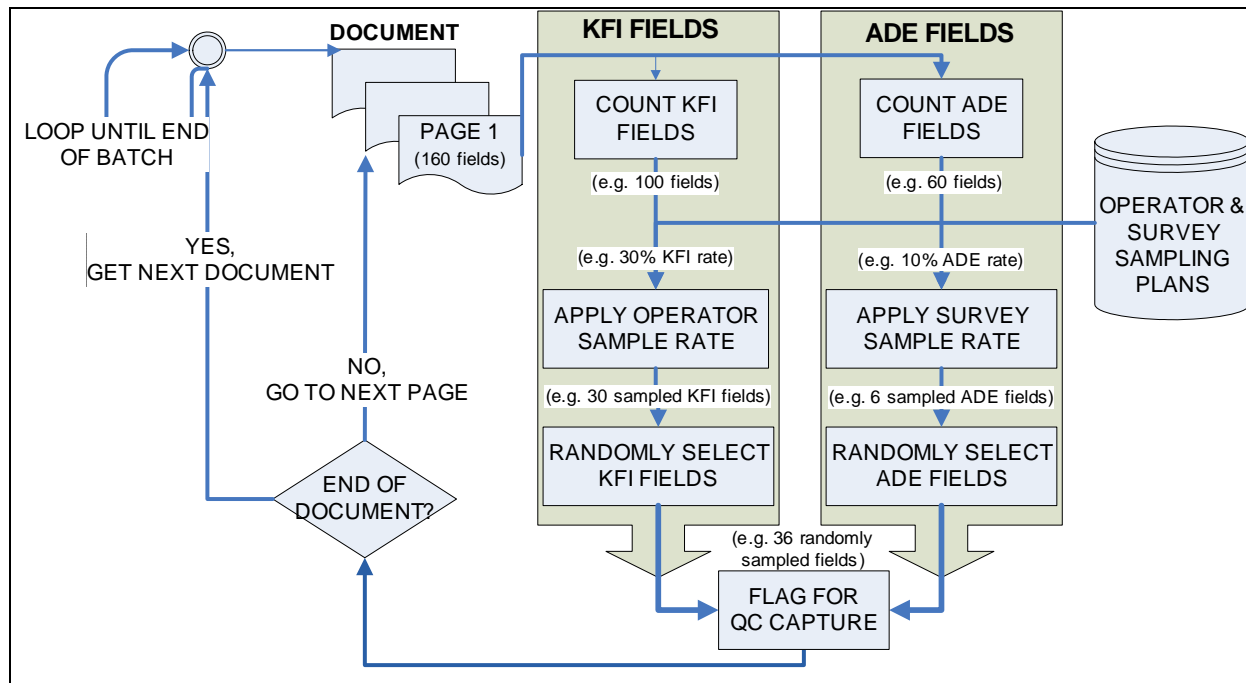 DOCUMENT
KFI FIELDS
ADE FIELDS
LOOP UNTIL END
OF BATCH
PAGE 1
(160 fields)
COUNT KFI
FIELDS
COUNT ADE
FIELDS
(e.g. 100 fields)
(e.g. 60 fields)
OPERATOR &
SURVEY
SAMPLING
PLANS
YES,
GET NEXT DOCUMENT
(e.g. 30% KFI rate)
(e.g. 10% ADE rate)
APPLY OPERATOR
SAMPLE RATE
APPLY SURVEY
SAMPLE RATE
NO,
GO TO NEXT PAGE
(e.g. 30 sampled KFI fields)
(e.g. 6 sampled ADE fields)
RANDOMLY SELECT
KFI FIELDS
RANDOMLY SELECT
ADE FIELDS
END OF
DOCUMENT?
(e.g. 36 randomly
sampled fields)
FLAG FOR
QC CAPTURE